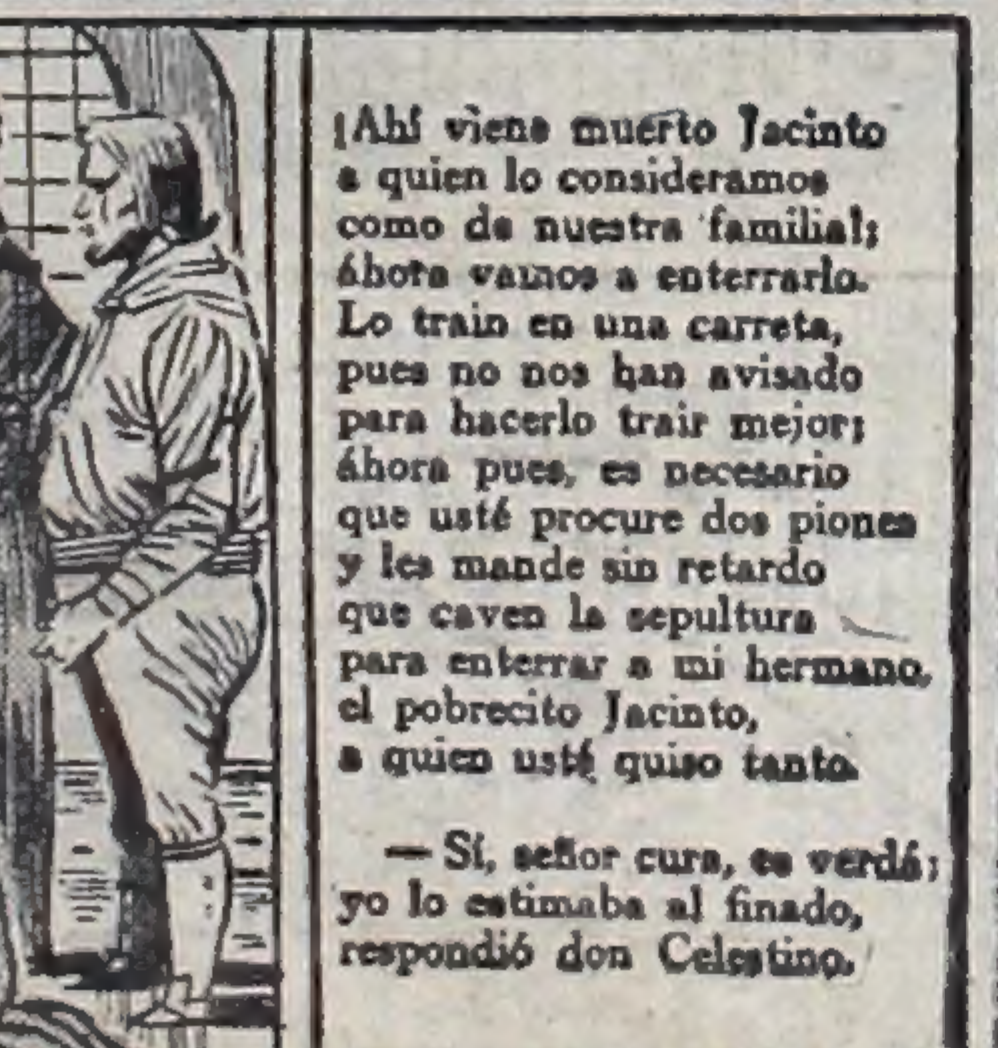 ¡Ahí viene muerto Jacinto
a quien lo consideramos
como de nuestra familia!;
áhora vamos a enterrarlo.
Lo train en una carreta,
pues no nos han avisado
para hacerlo trair mejor;
áhora pues, es necesario
que usté procure dos piones
y les mande sin retardo
que caven la sepultura
para enterrar a mi hermano,
el pobrecito Jacinto,
a quien usté quiso tanto.
— Sí, señor cura, es verdá;
yo lo estimaba al finado,
respondió don Celestino.